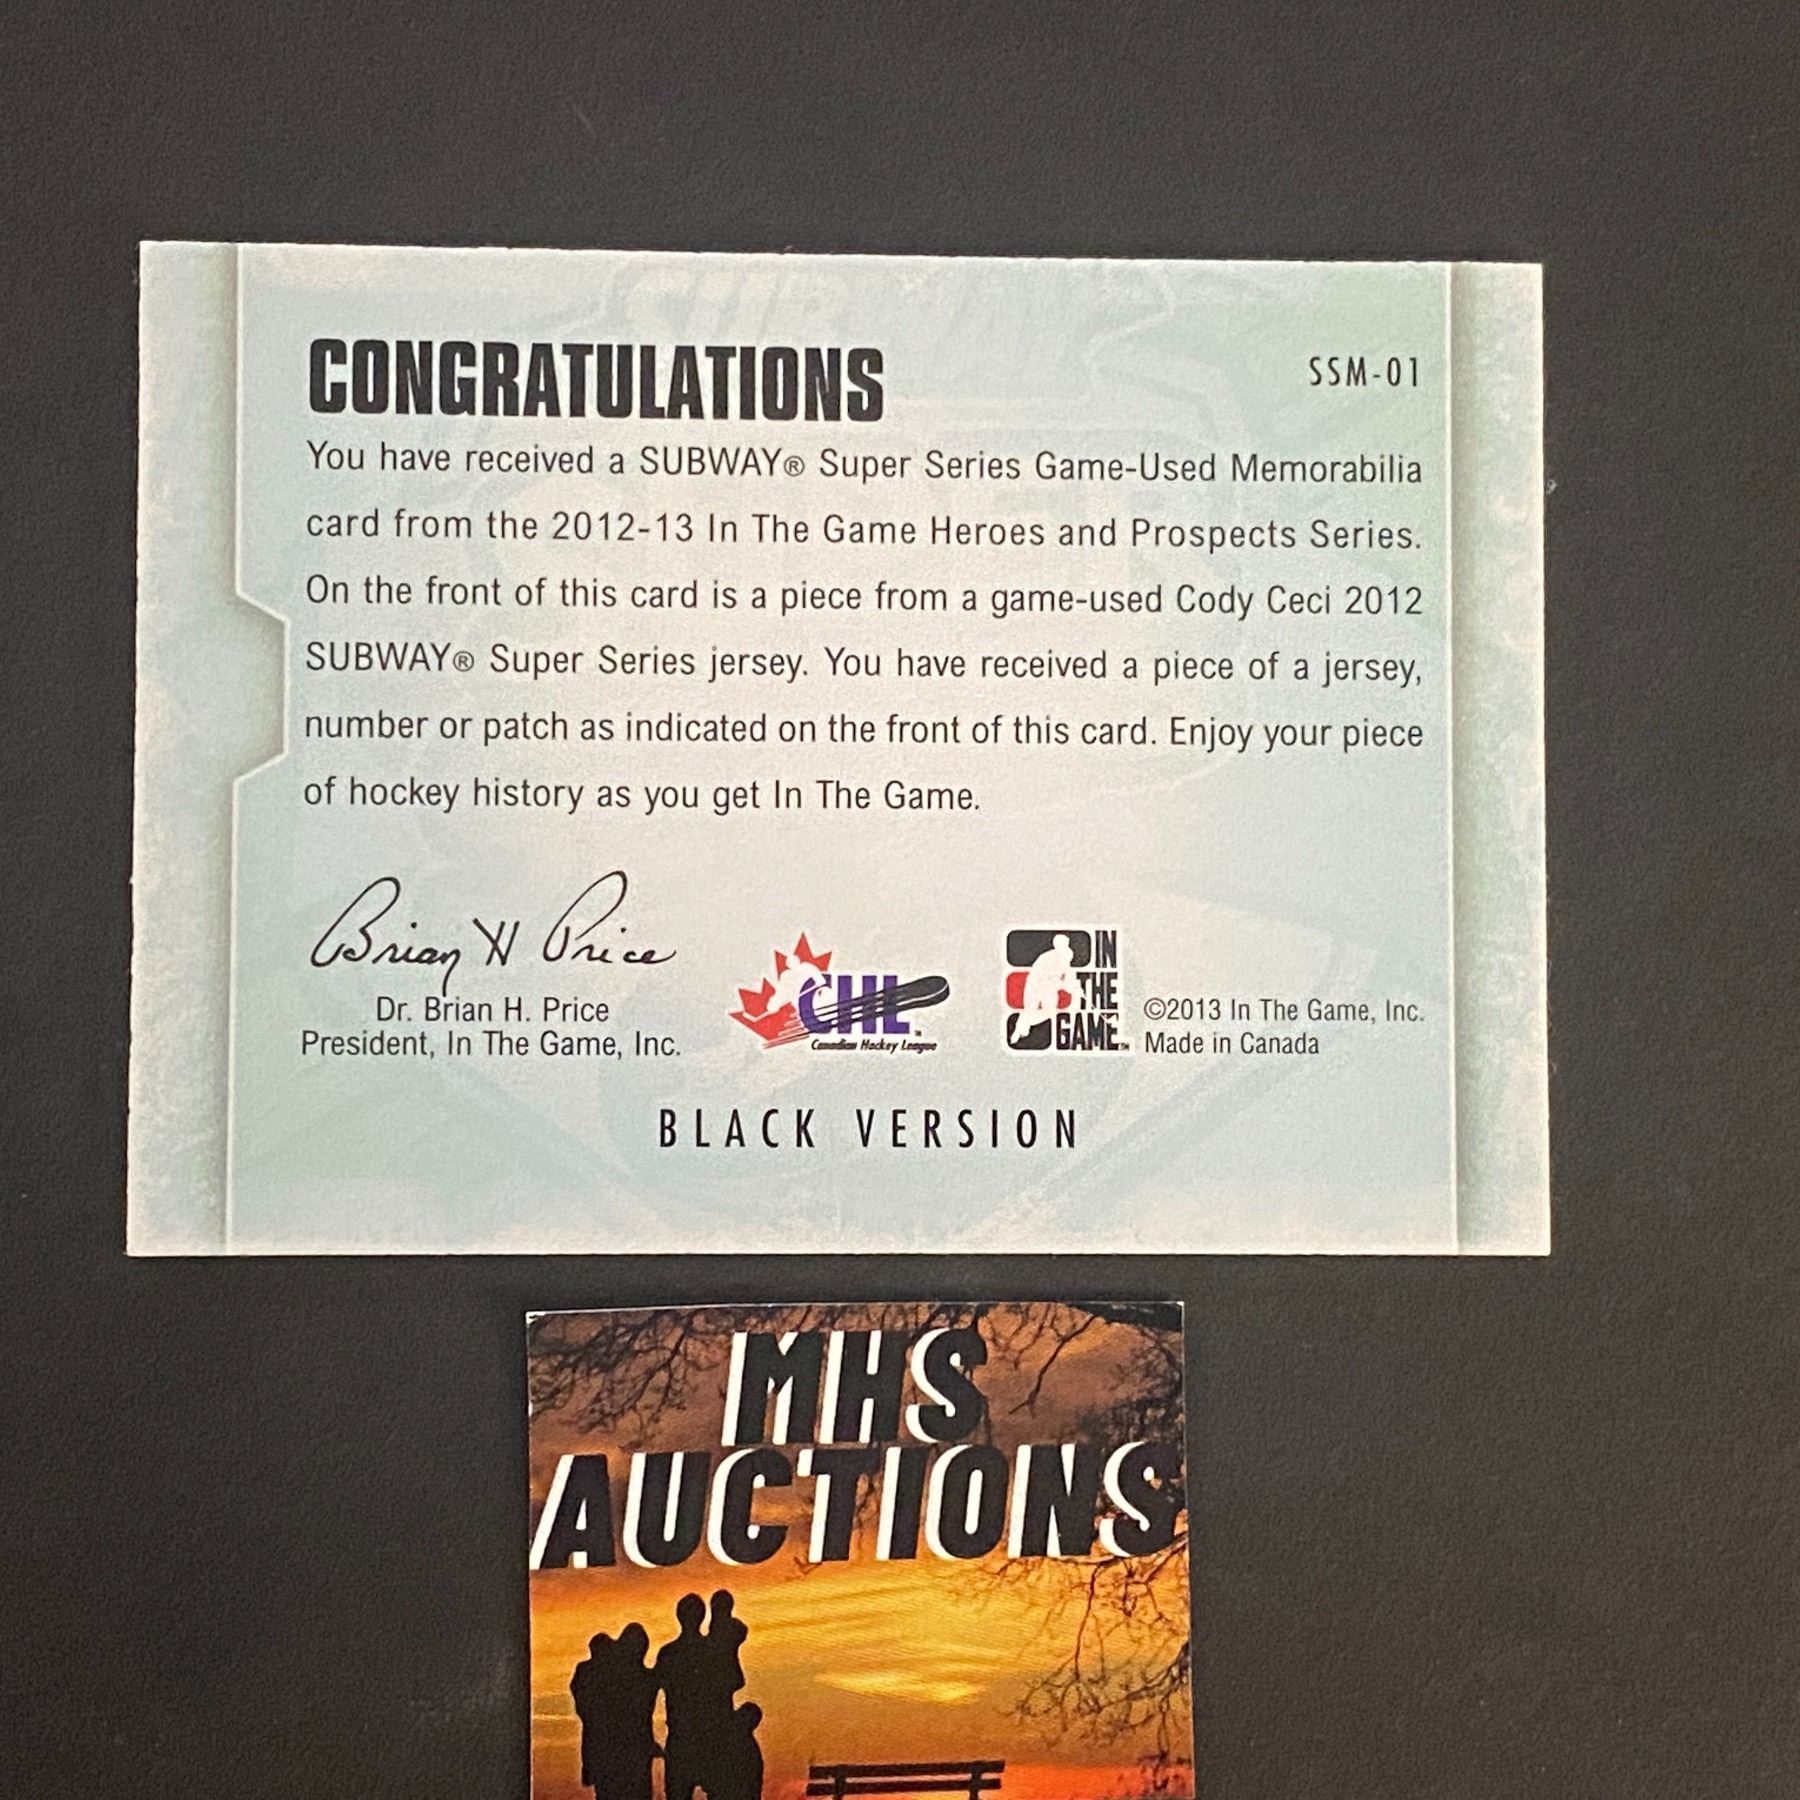 CONGRATULATIONS
SSM-01
You have received a SUBWAY® Super Series Game-Used Memorabilia
card from the 2012-13 In The Game Heroes and Prospects Series.
On the front of this card is a piece from a game-used Cody Ceci 2012
SUBWAY® Super Series jersey. You have received a piece of a jersey,
number or patch as indicated on the front of this card. Enjoy your piece
of hockey history as you get In The Game.
Brian H Price
Dr. Brian H. Price
President, In The Game, Inc.
CHL™
Canadian Hockey League
IN
THE
GAME™
©2013 In The Game, Inc.
Made in Canada
BLACK VERSION
MHS
AUCTIONS